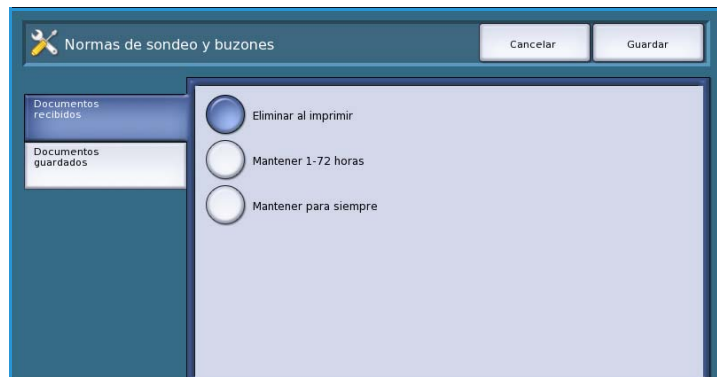 Normas de sondeo y buzones
Cancelar
Guardar
Documentos
recibidos
Documentos
guardados
Eliminar al imprimir
Mantener 1-72 horas
Mantener para siempre